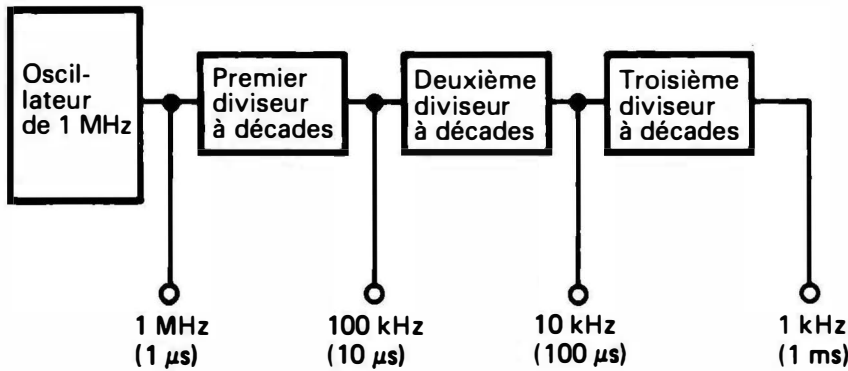 Oscil-
lateur
de 1 MHz
Premier
diviseur
à décades
Deuxième
diviseur
à décades
Troisième
diviseur
à décades
1 MHz
(1 µs)
100 kHz
(10 µs)
10 kHz
(100 µs)
1 kHz
(1 ms)